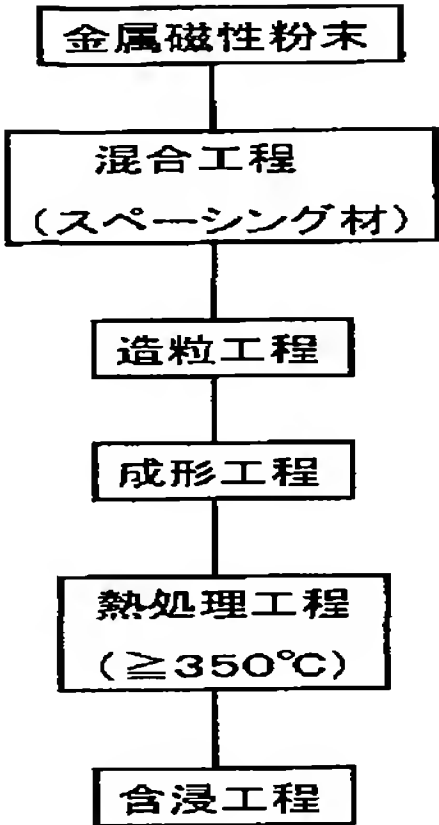 金属磁性粉末
混合工程
（スペーシング材）
造粒工程
成形工程
熱処理工程
（≧350℃）
含浸工程